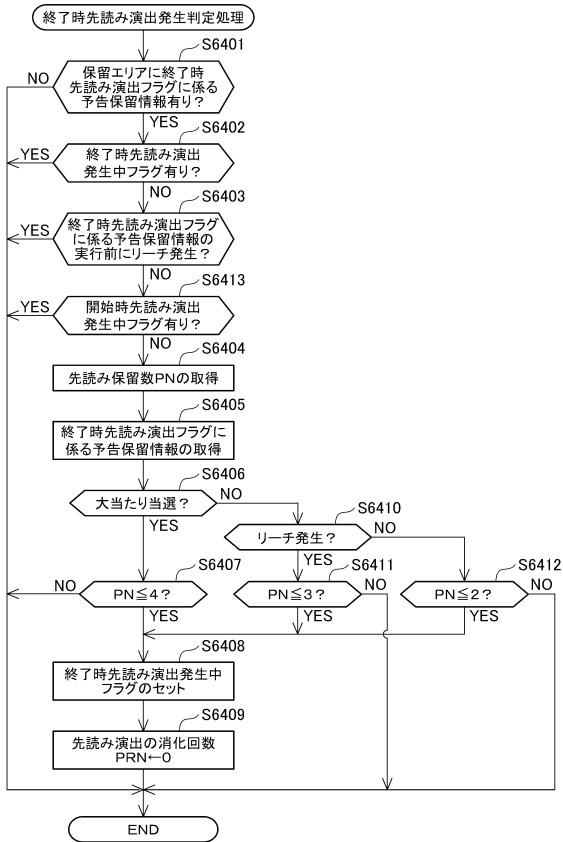 終了時先読み演出発生判定処理
S6401
保留エリアに終了時
先読み演出フラグに係る
予告保留情報有り？
NO
YES
S6402
終了時先読み演出
発生中フラグ有り？
YES
NO
S6403
終了時先読み演出フラグ
に係る予告保留情報の
実行前にリーチ発生？
YES
NO
S6413
開始時先読み演出
発生中フラグ有り？
YES
NO
S6404
先読み保留数PNの取得
S6405
終了時先読み演出フラグに
係る予告保留情報の取得
S6406
大当たり当選？
NO
YES
S6410
リーチ発生？
NO
YES
S6407
PN≦4？
NO
YES
S6411
PN≦3？
NO
YES
S6412
PN≦2？
NO
YES
S6408
終了時先読み演出発生中
フラグのセット
S6409
先読み演出の消化回数
PRN←0
END